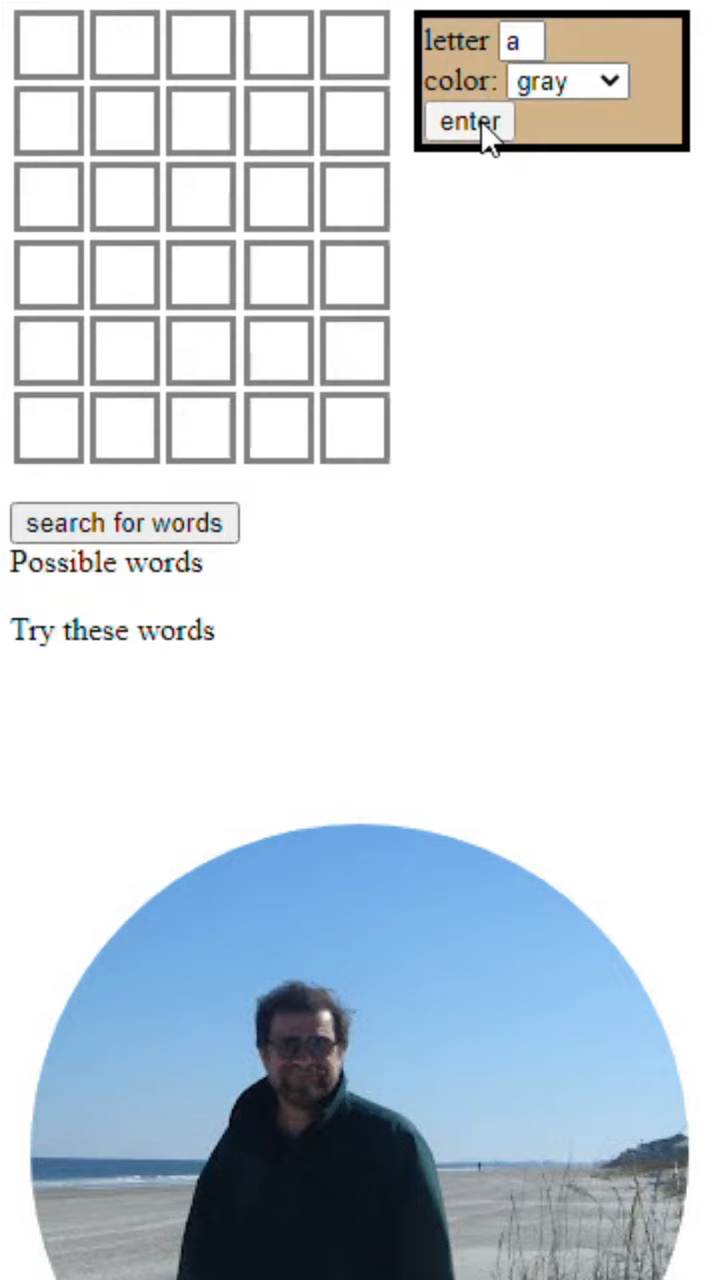 letter a
color: gray
enter
search for words
Possible words
Try these words